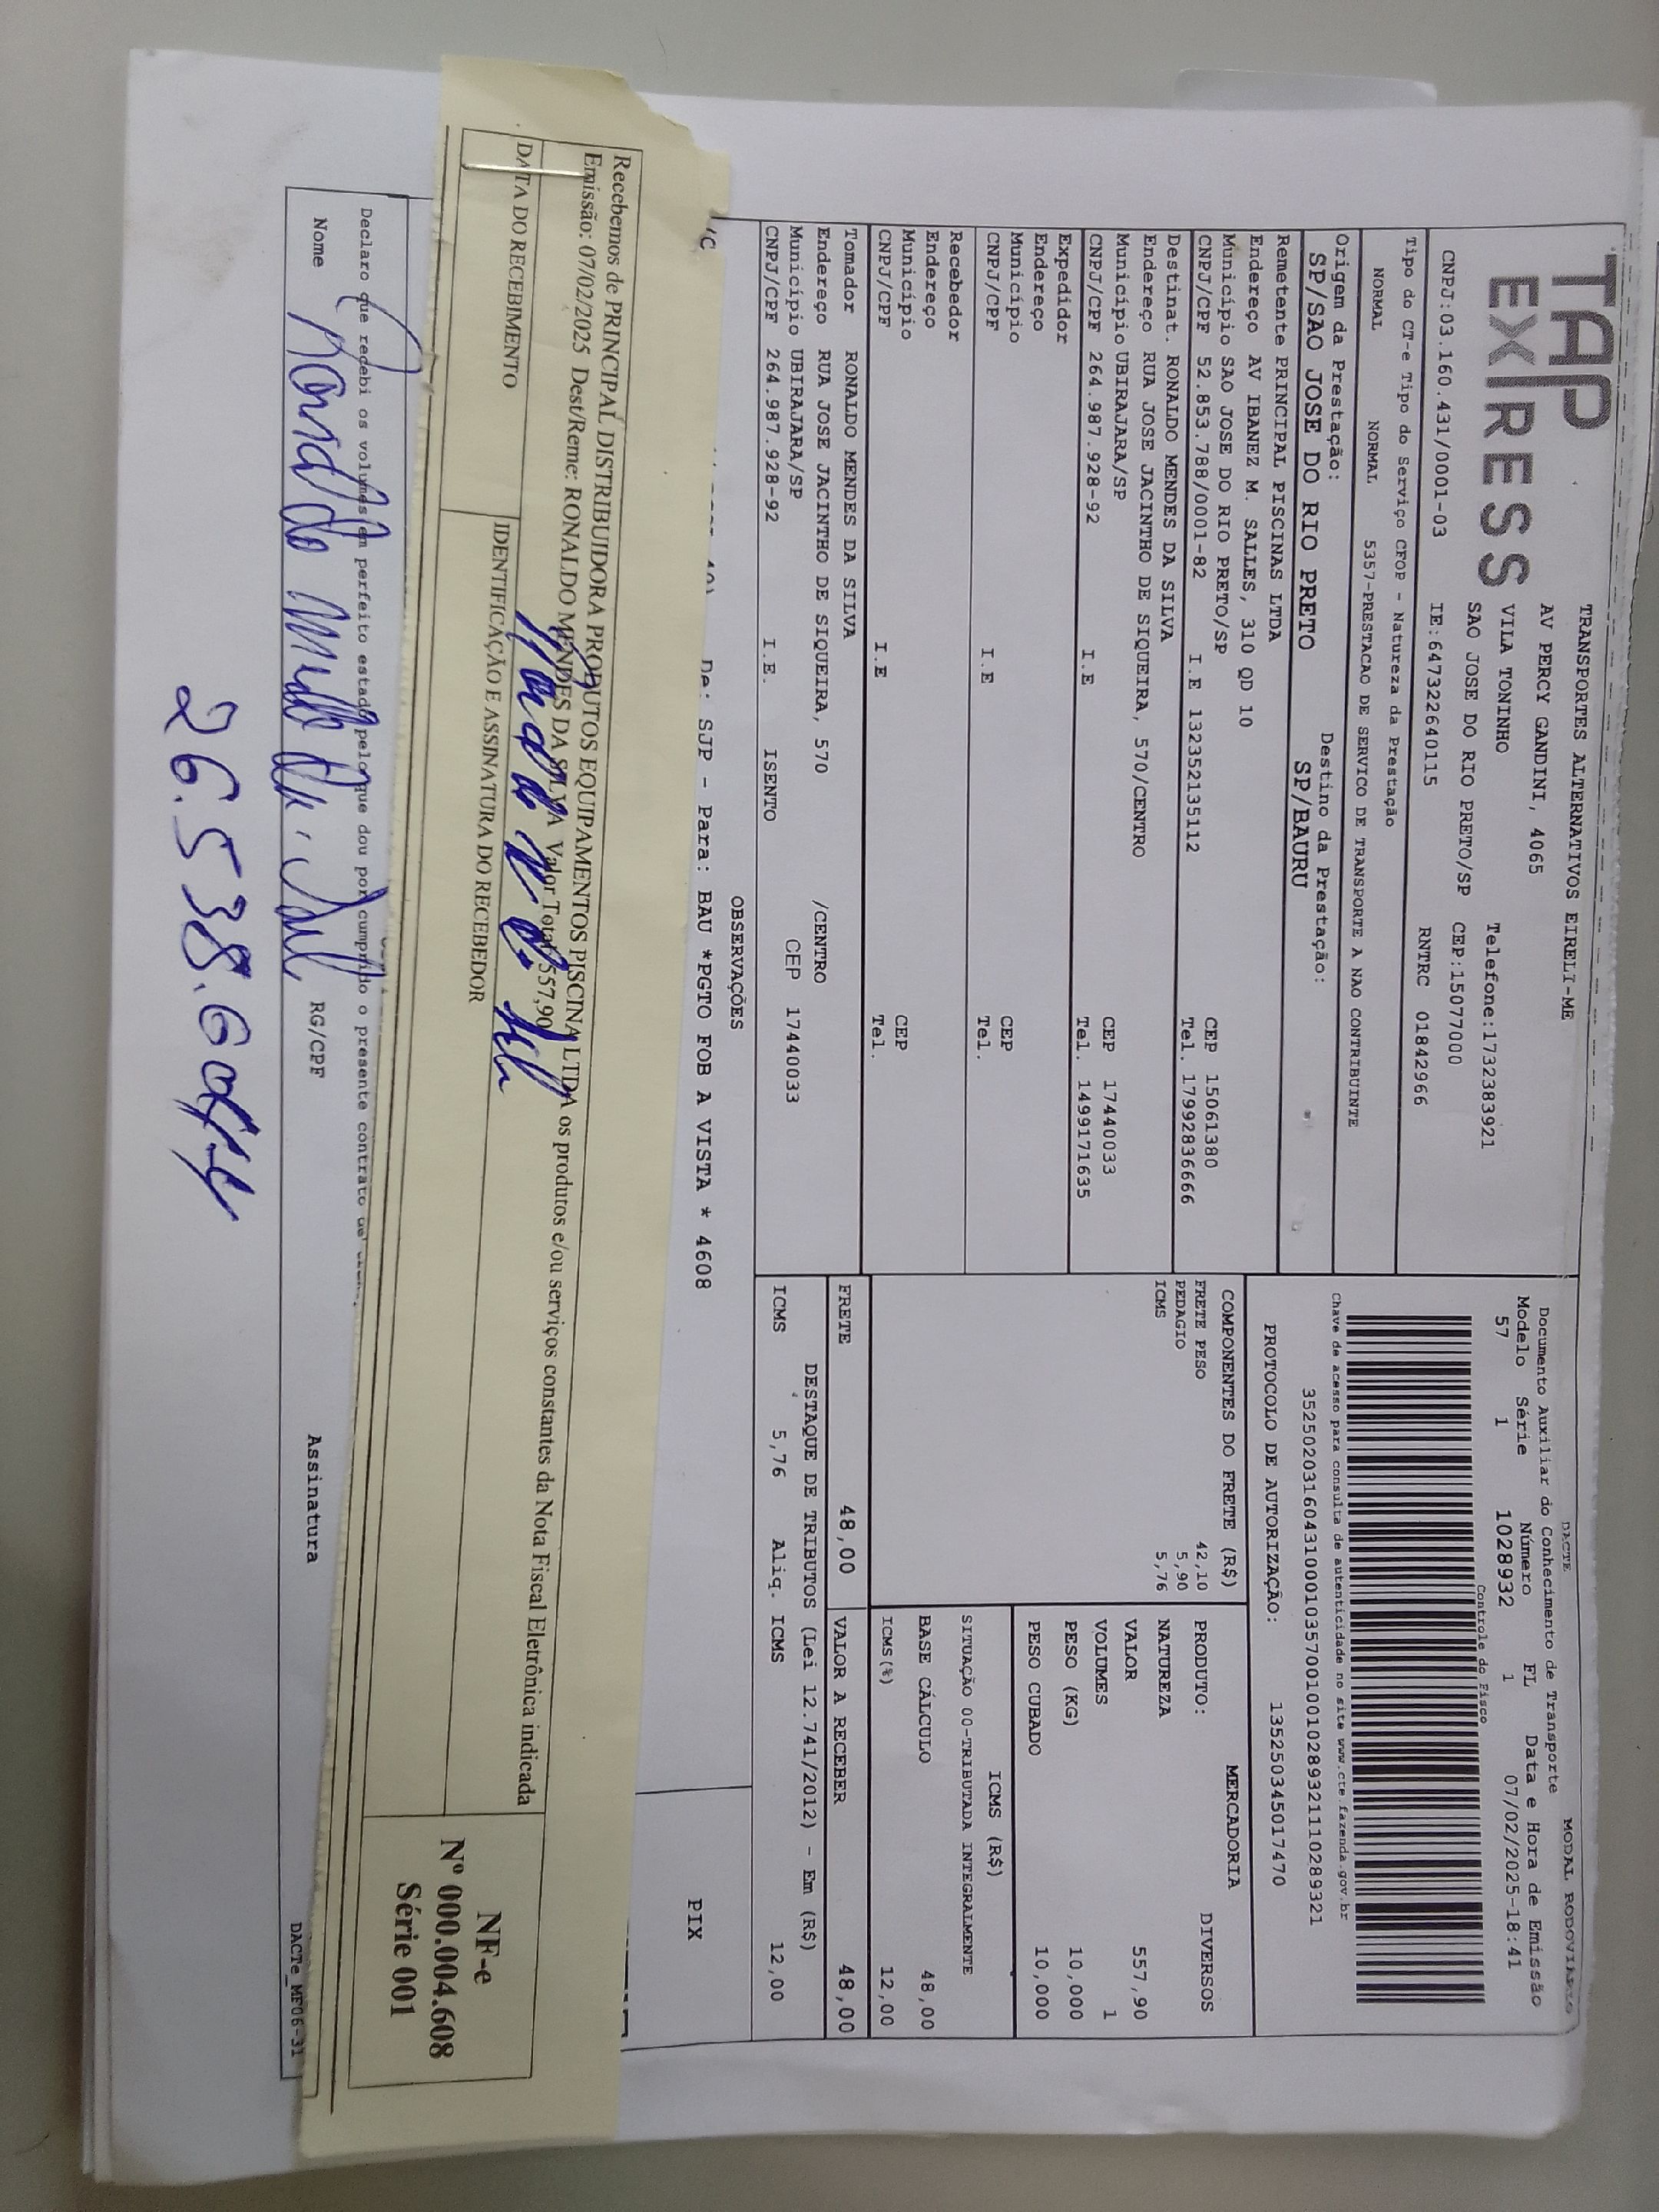 TAP
EXPRESS
TRANSPORTES ALTERNATIVOS EIRELI-ME
AV PERCY GANDINI, 4065
VILA TONINHO Telefone:1732383921
SAO JOSE DO RIO PRETO/SP CEP:15077000
CNPJ:03.160.431/0001-03 IE:647322640115 RNTRC 01842966
Tipo do CT-e Tipo do Serviço CFOP - Natureza da Prestação
NORMAL NORMAL 5357-PRESTACAO DE SERVICO DE TRANSPORTE A NAO CONTRIBUINTE
Origem da Prestação: Destino da Prestação:
SP/SAO JOSE DO RIO PRETO SP/BAURU
Remetente PRINCIPAL PISCINAS LTDA
Endereço AV IBANEZ M. SALLES, 310 QD 10
Município SAO JOSE DO RIO PRETO/SP CEP 15061380
CNPJ/CPF 52.853.788/0001-82 I.E 132352135112 Tel. 17992836666
Destinat. RONALDO MENDES DA SILVA
Endereço RUA JOSE JACINTHO DE SIQUEIRA, 570/CENTRO
Município UBIRAJARA/SP CEP 17440033
CNPJ/CPF 264.987.928-92 I.E Tel. 14991771635
Expedidor
Endereço
Município CEP
CNPJ/CPF I.E Tel.
Recebedor
Endereço
Município CEP
CNPJ/CPF I.E Tel.
Tomador RONALDO MENDES DA SILVA
Endereço RUA JOSE JACINTHO DE SIQUEIRA, 570 /CENTRO
Município UBIRAJARA/SP CEP 17440033
CNPJ/CPF 264.987.928-92 I.E. ISENTO
DACTE MODAL RODOVIARIO
Documento Auxiliar do Conhecimento de Transporte
Modelo Série Número FL Data e Hora de Emissão
57 1 1028932 1 07/02/2025-18:41
Controle do Fisco
Chave de acesso para consulta de autenticidade no site www.cte.fazenda.gov.br
35250203160431000103570010010289321110289321
PROTOCOLO DE AUTORIZAÇÃO: 135250345017470
COMPONENTES DO FRETE (R$)
FRETE PESO 42,10
PEDAGIO 5,90
ICMS 5,76
MERCADORIA
PRODUTO: DIVERSOS
NATUREZA
VALOR 557,90
VOLUMES 1
PESO (KG) 10,000
PESO CUBADO 10,000
ICMS (R$)
SITUAÇÃO 00-TRIBUTADA INTEGRALMENTE
BASE CÁLCULO 48,00
ICMS(%) 12,00
FRETE 48,00 VALOR A RECEBER 48,00
DESTAQUE DE TRIBUTOS (Lei 12.741/2012) - Em (R$)
ICMS 5,76 Aliq. ICMS 12,00
OBSERVAÇÕES
De: SJP - Para: BAU *PGTO FOB A VISTA * 4608
PIX
Recebemos de PRINCIPAL DISTRIBUIDORA PRODUTOS EQUIPAMENTOS PISCINA LTDA os produtos e/ou serviços constantes da Nota Fiscal Eletrônica indicada
Emissão: 07/02/2025 Dest/Reme: RONALDO MENDES DA SILVA Valor Total: 557,90
DATA DO RECEBIMENTO IDENTIFICAÇÃO E ASSINATURA DO RECEBEDOR
NF-e
Nº 000.004.608
Série 001
Declaro que redebi os volumes em perfeito estado pelo que dou por cumprido o presente contrato
Nome Ronaldo RG/CPF Assinatura
DACTe_MF06-31